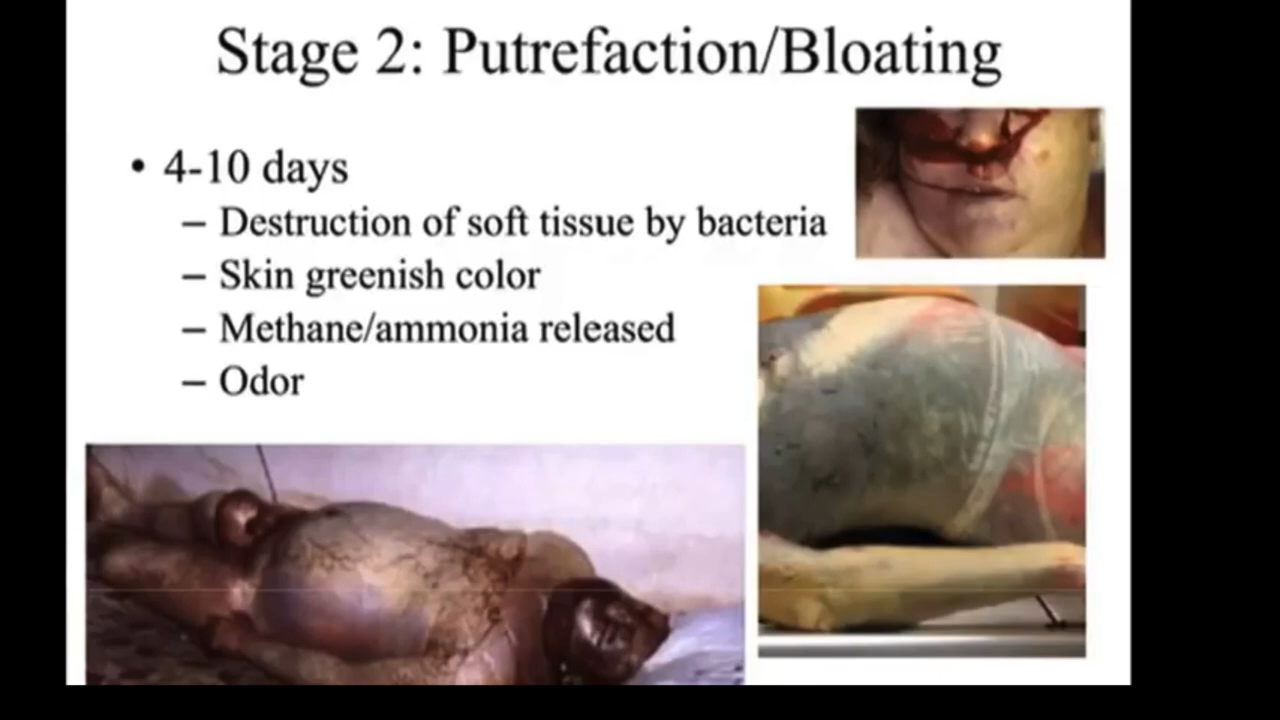 Stage 2: Putrefaction/Bloating
• 4-10 days
– Destruction of soft tissue by bacteria
– Skin greenish color
– Methane/ammonia released
– Odor